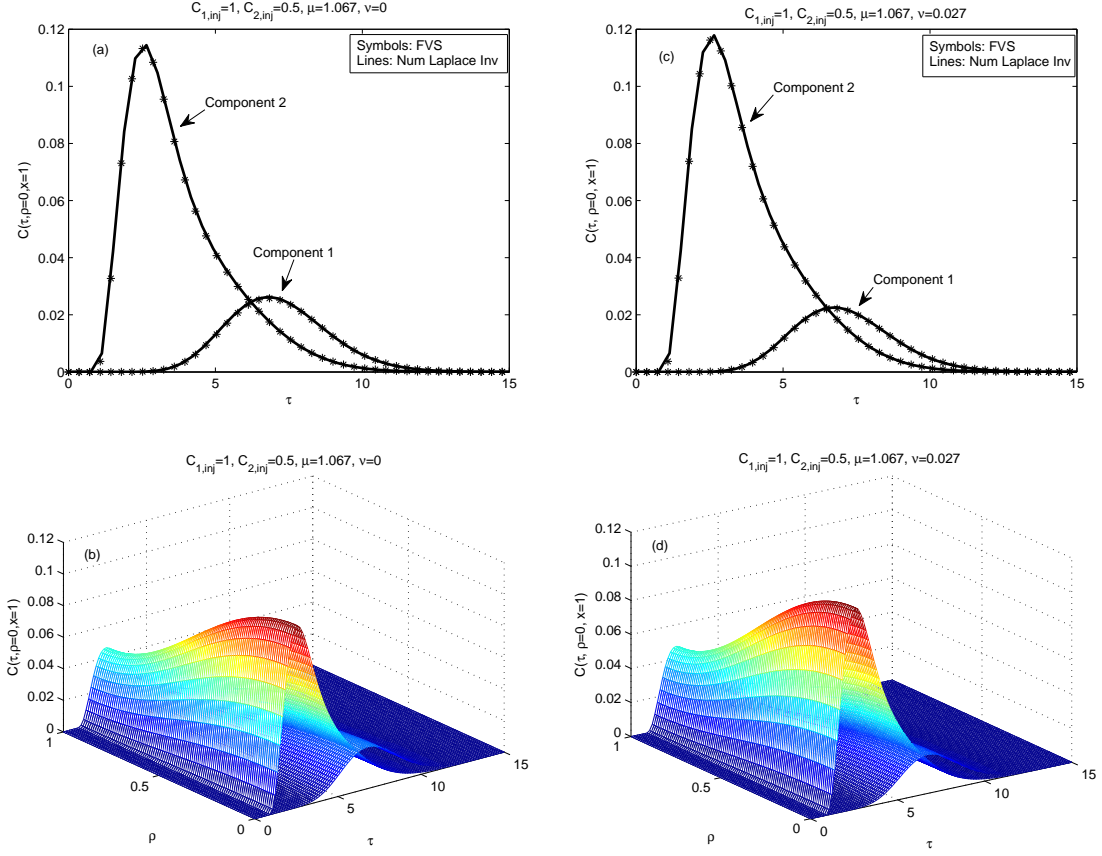 C1,inj=1, C2,inj=0.5, μ=1.067, ν=0
(a)
Symbols: FVS
Lines: Num Laplace Inv
Component 2
Component 1
C(τ,ρ=0,x=1)
0.12
0.1
0.08
0.06
0.04
0.02
0
0 5 10 15
τ
C1,inj=1, C2,inj=0.5, μ=1.067, ν=0.027
(c)
Symbols: FVS
Lines: Num Laplace Inv
Component 2
Component 1
C(τ, ρ=0, x=1)
0.12
0.1
0.08
0.06
0.04
0.02
0
0 5 10 15
τ
C1,inj=1, C2,inj=0.5, μ=1.067, ν=0
(b)
C(τ,ρ=0,x=1)
0.12
0.1
0.08
0.06
0.04
0.02
0
1
0.5
0
ρ
0
5
10
15
τ
C1,inj=1, C2,inj=0.5, μ=1.067, ν=0.027
(d)
C(τ, ρ=0, x=1)
0.12
0.1
0.08
0.06
0.04
0.02
0
1
0.5
0
ρ
0
5
10
15
τ